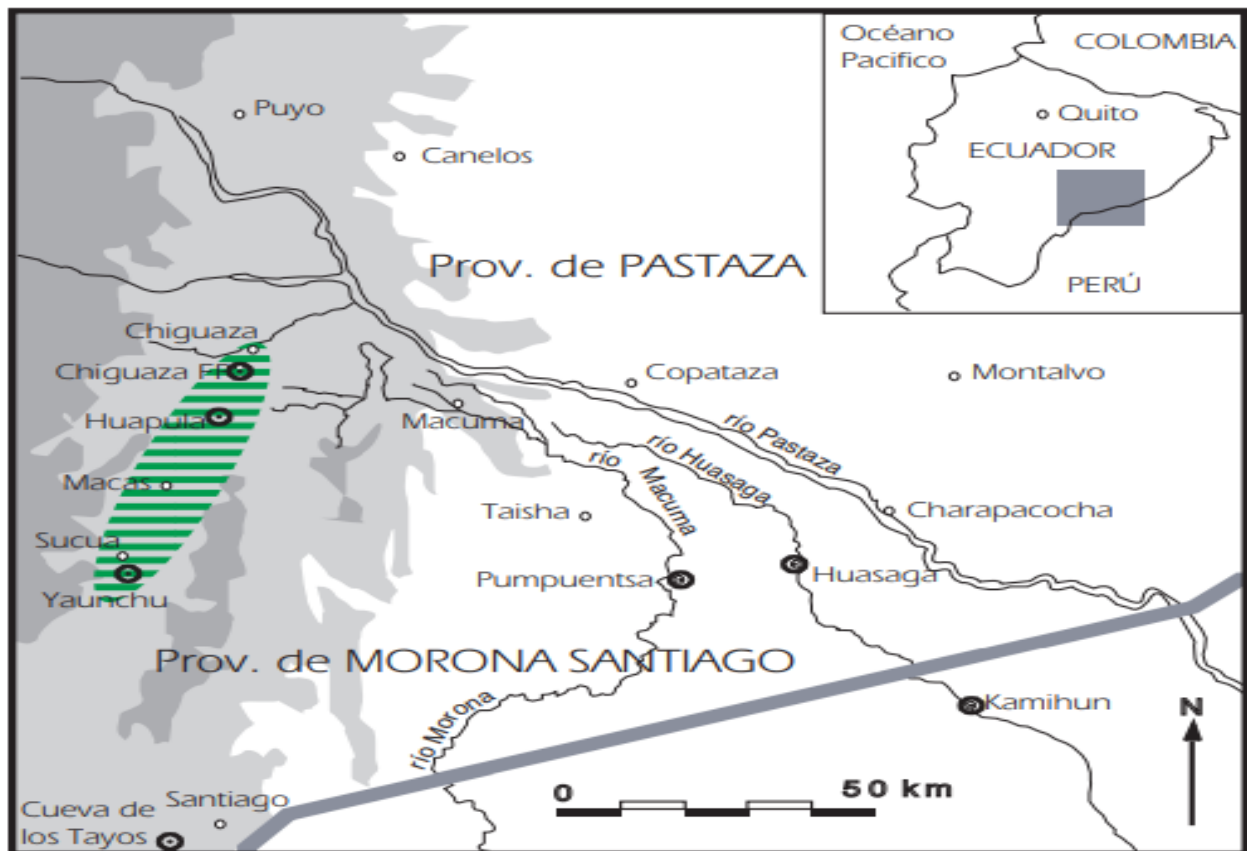 Océano
Pacifico
COLOMBIA
Quito
ECUADOR
PERÚ
Puyo
Canelos
Prov. de PASTAZA
Chiguaza
Chiguaza
Huapula
Macuma
Copataza
Montalvo
río Pastaza
río Huasaga
río
Macuma
Macas
Taisha
Charapacocha
Sucua
Pumpuentsa
Huasaga
Yaunchu
Prov. de MORONA SANTIAGO
río Morona
Kamihun
N
0 50 km
Santiago
Cueva de
los Tayos